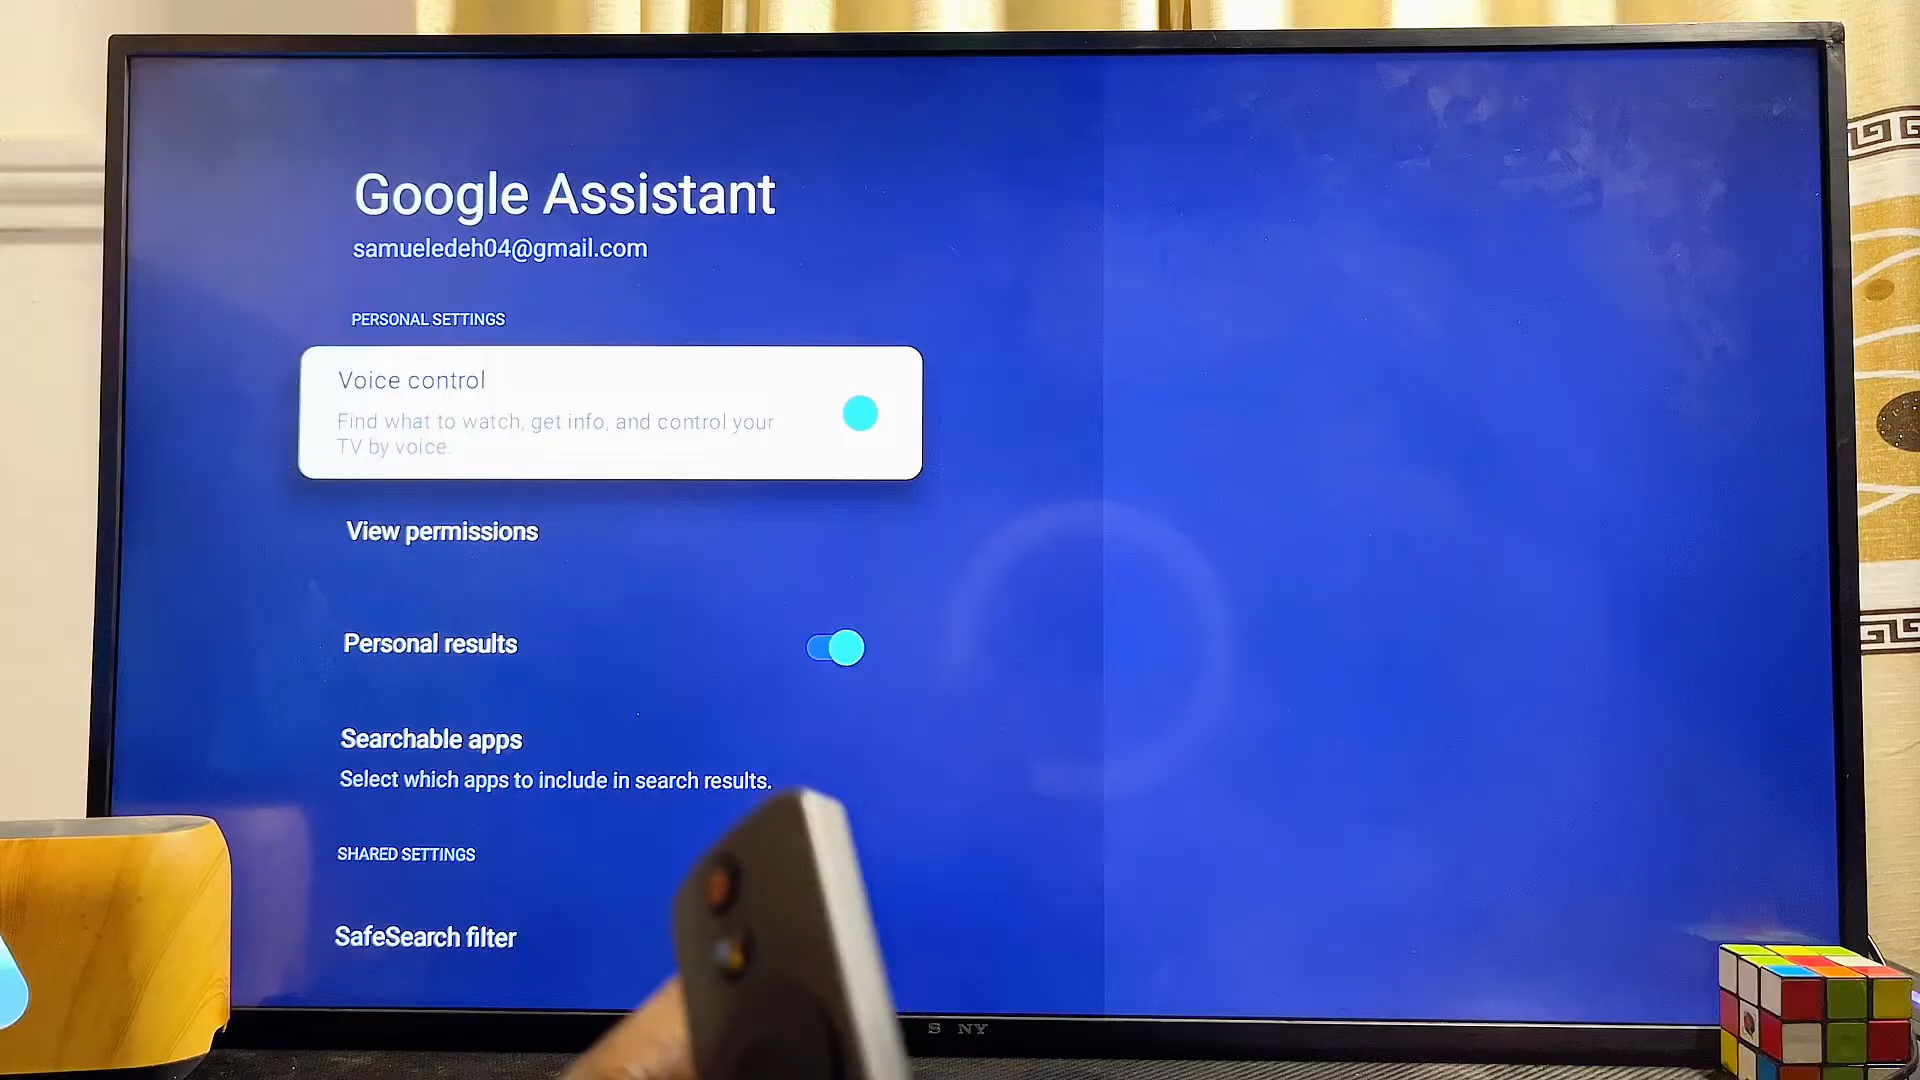 Google Assistant
samueledeh04@gmail.com
PERSONAL SETTINGS
Voice control
Find what to watch, get info, and control your
TV by voice.
View permissions
Personal results
Searchable apps
Select which apps to include in search results.
SHARED SETTINGS
SafeSearch filter
S NY